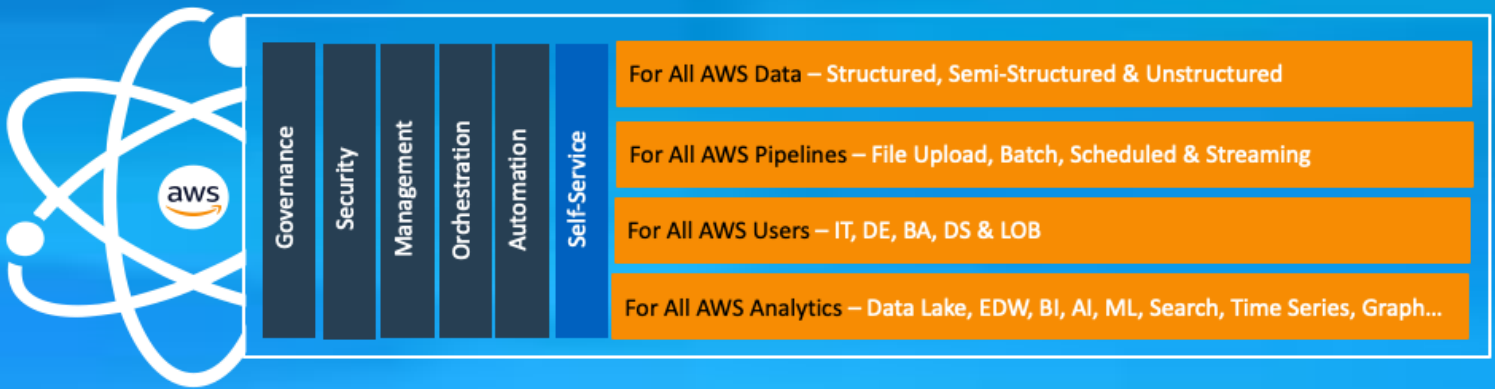 aws
Governance
Security
Management
Orchestration
Automation
Self-Service
For All AWS Data – Structured, Semi-Structured & Unstructured
For All AWS Pipelines – File Upload, Batch, Scheduled & Streaming
For All AWS Users – IT, DE, BA, DS & LOB
For All AWS Analytics – Data Lake, EDW, BI, AI, ML, Search, Time Series, Graph...